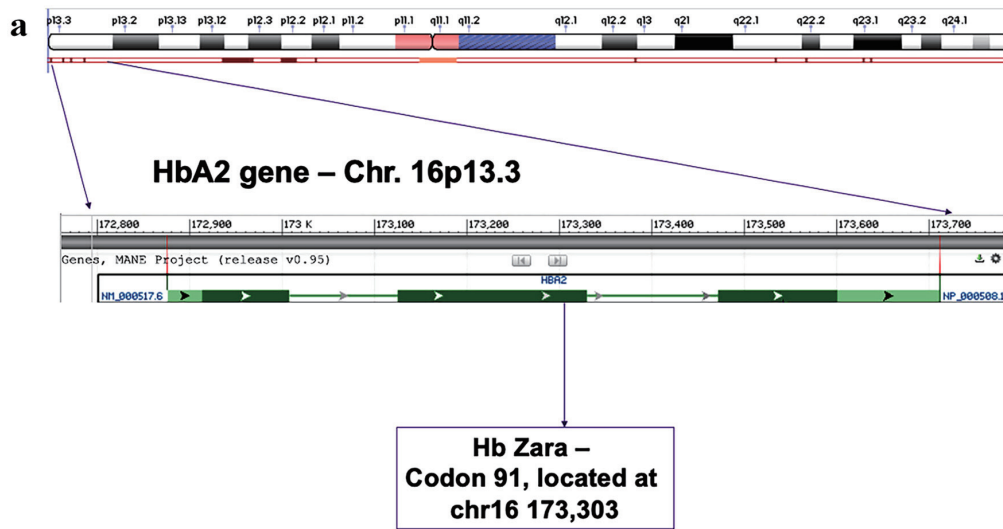 a
p13.3 p13.2 p13.13 p13.12 p12.3 p12.2 p12.1 p11.2 p11.1 q11.1 q11.2 q12.1 q12.2 q13 q21 q22.1 q22.2 q23.1 q23.2 q24.1
HbA2 gene – Chr. 16p13.3
172,800 172,900 173 K 173,100 173,200 173,300 173,400 173,500 173,600 173,700
Genes, MANE Project (release v0.95)
HBA2
NM_000517.6 NP_000508.1
Hb Zara –
Codon 91, located at
chr16 173,303